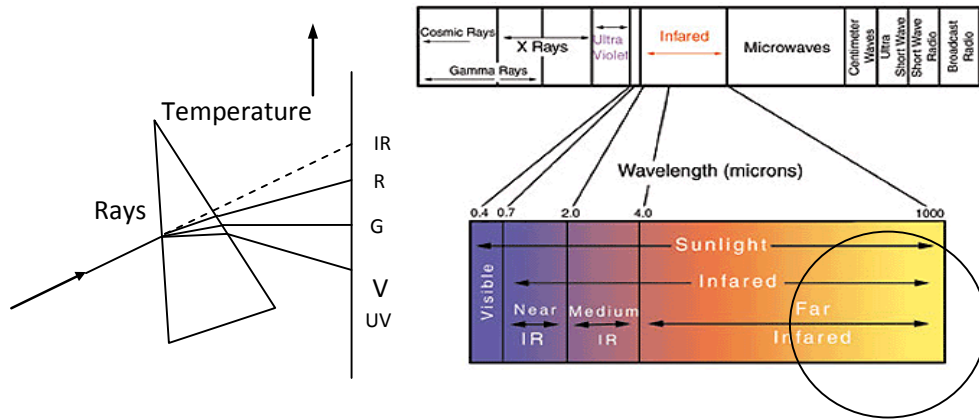 Temperature
Rays
IR
R
G
V
UV
Cosmic Rays
X Rays
Gamma Rays
Ultra
Violet
Infared
Microwaves
Centimeter
Waves
Ultra
Short Wave
Short Wave
Radio
Broadcast
Radio
Wavelength (microns)
0.4 0.7 2.0 4.0 1000
Visible
Sunlight
Infared
Near
IR
Medium
IR
Far
Infared